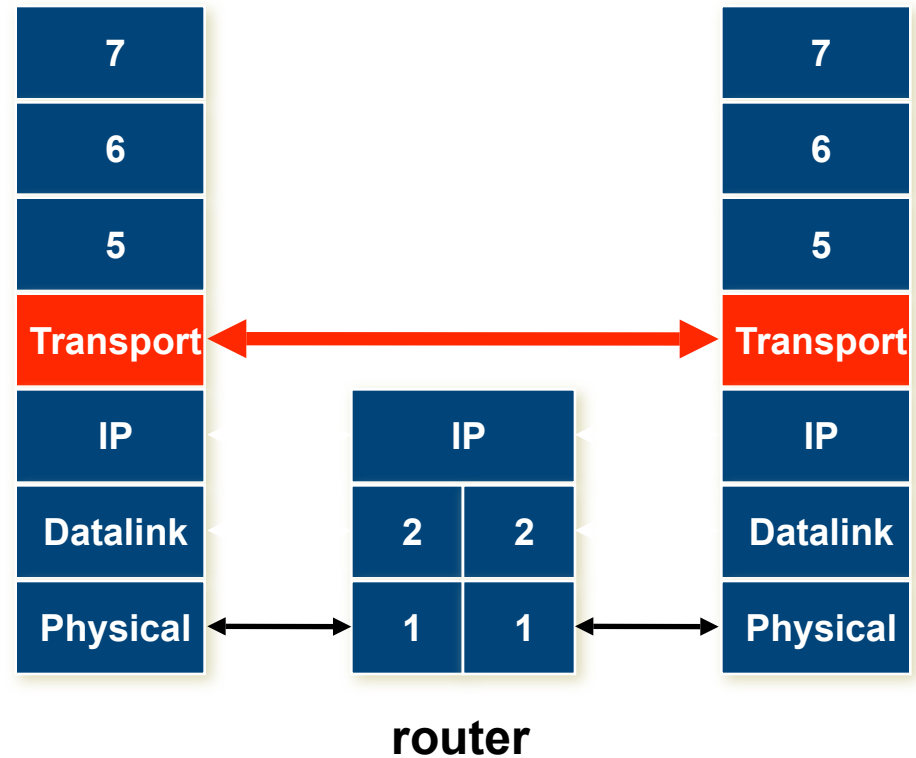 7 7
6 6
5 5
Transport Transport
IP IP IP
Datalink 2 2 Datalink
Physical 1 1 Physical
router